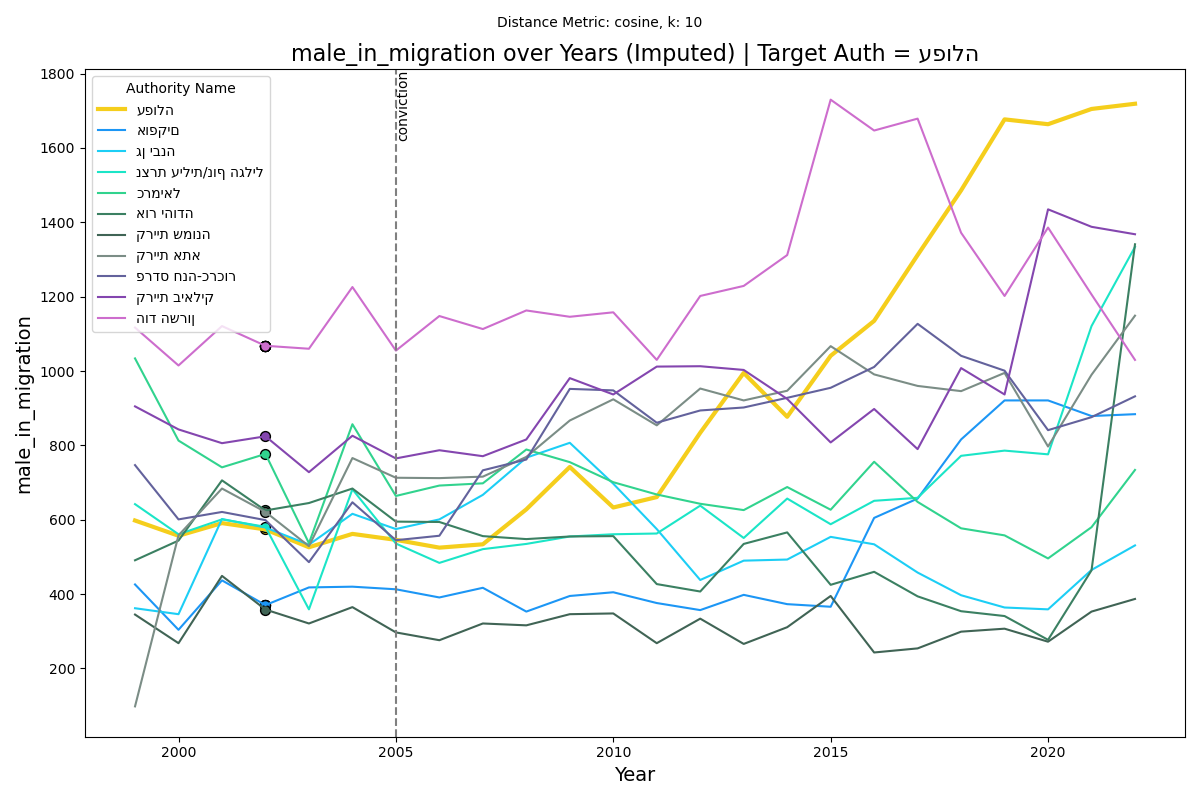 Distance Metric: cosine, k: 10
male_in_migration over Years (Imputed) | Target Auth = עפולה
Authority Name
עפולה
אופקים
גן יבנה
נצרת עילית/נוף הגליל
כרמיאל
אור יהודה
קריית שמונה
קריית אתא
פרדס חנה-כרכור
קריית ביאליק
הוד השרון
conviction
male_in_migration
1800
1600
1400
1200
1000
800
600
400
200
2000
2005
2010
2015
2020
Year